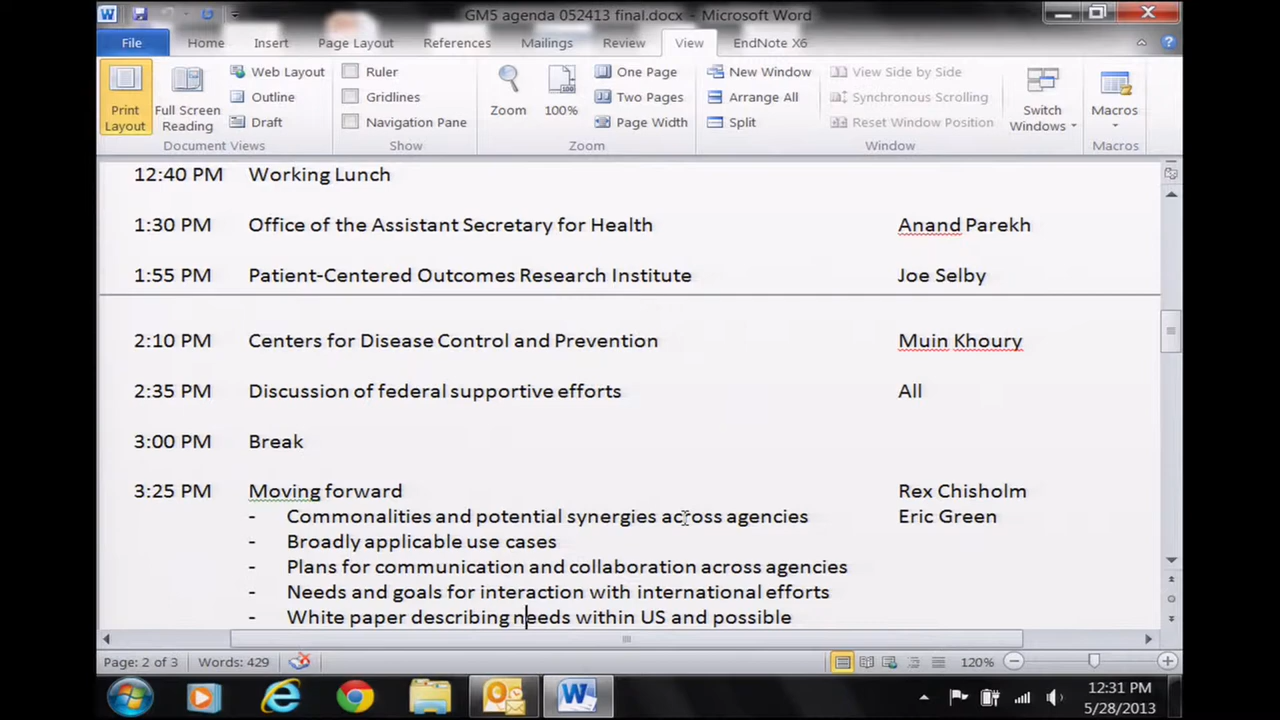 GM5 agenda 052413 final.docx - Microsoft Word
File Home Insert Page Layout References Mailings Review View EndNote X6
Print Layout
Full Screen Reading
Web Layout
Outline
Draft
Document Views
Ruler
Gridlines
Navigation Pane
Show
Zoom
100%
One Page
Two Pages
Page Width
Zoom
New Window
Arrange All
Split
View Side by Side
Synchronous Scrolling
Reset Window Position
Switch Windows
Window
Macros
Macros
12:40 PM Working Lunch
1:30 PM Office of the Assistant Secretary for Health Anand Parekh
1:55 PM Patient-Centered Outcomes Research Institute Joe Selby
2:10 PM Centers for Disease Control and Prevention Muin Khoury
2:35 PM Discussion of federal supportive efforts All
3:00 PM Break
3:25 PM Moving forward Rex Chisholm
- Commonalities and potential synergies across agencies Eric Green
- Broadly applicable use cases
- Plans for communication and collaboration across agencies
- Needs and goals for interaction with international efforts
- White paper describing needs within US and possible
Page: 2 of 3 Words: 429 120%
12:31 PM
5/28/2013